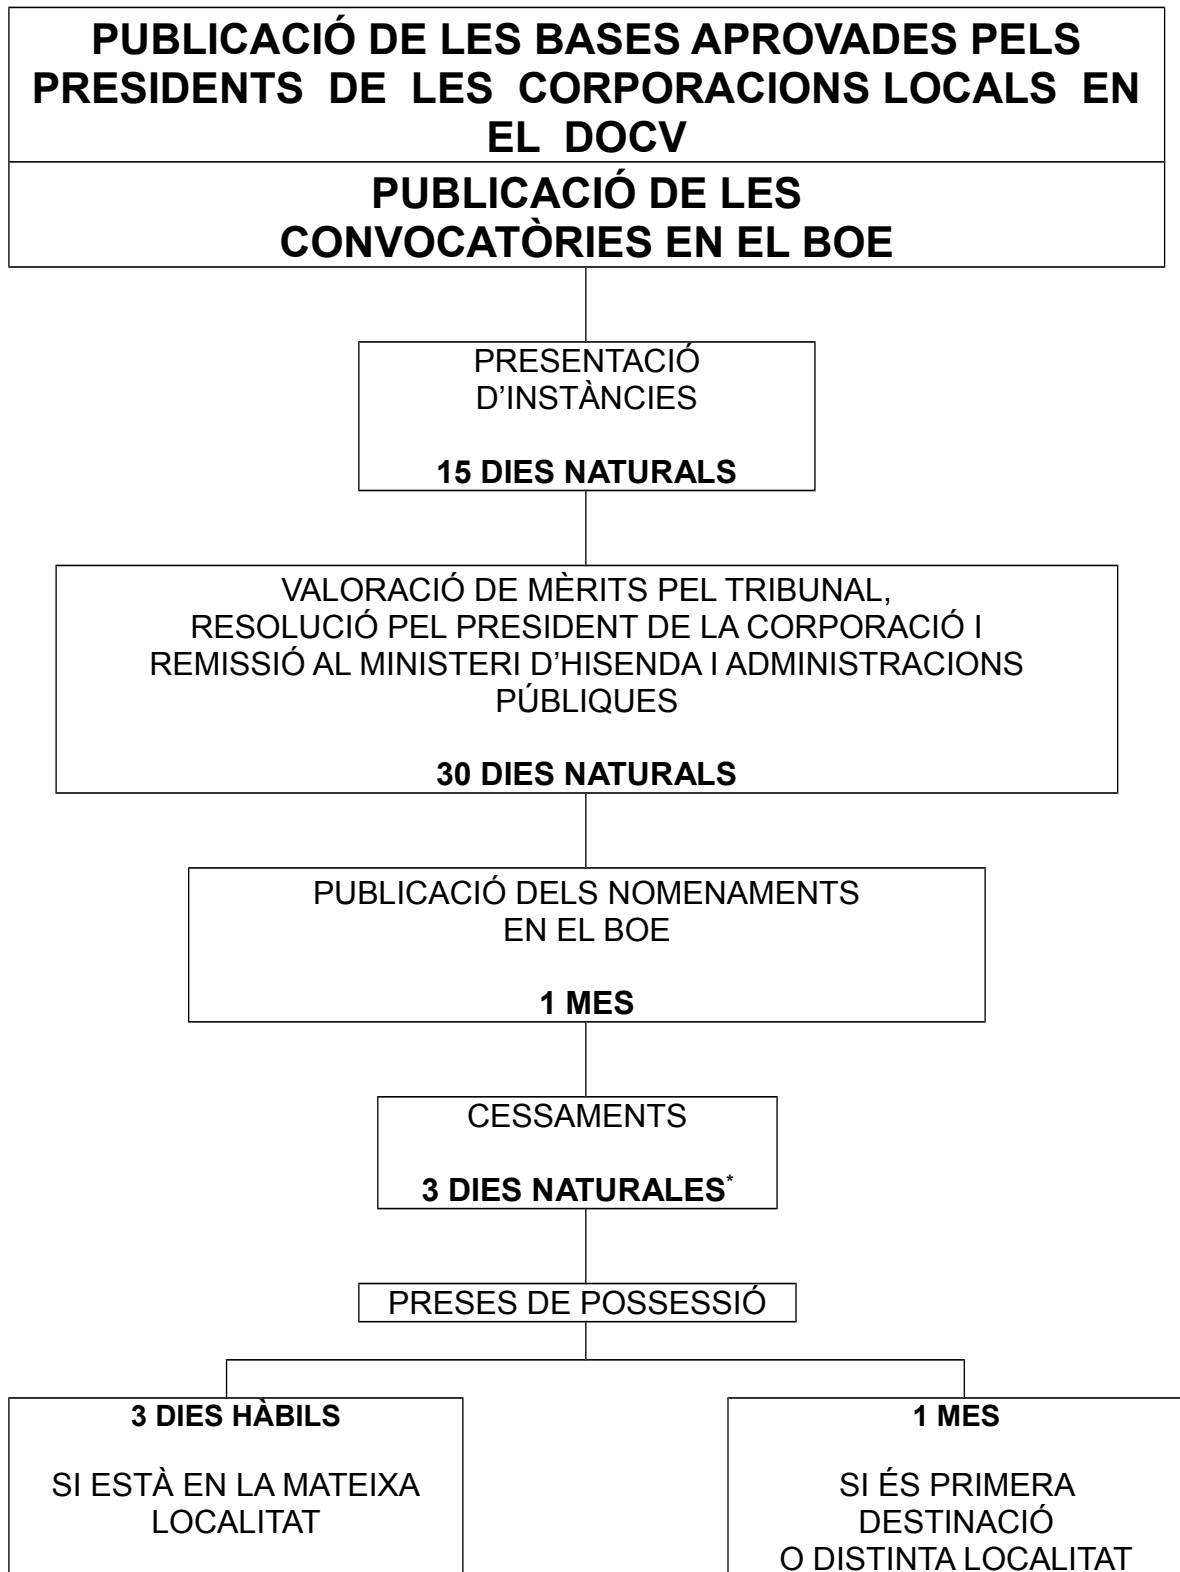 PUBLICACIÓ DE LES BASES APROVADES PELS
PRESIDENTS DE LES CORPORACIONS LOCALS EN
EL DOCV
PUBLICACIÓ DE LES
CONVOCATÒRIES EN EL BOE
PRESENTACIÓ
D'INSTÀNCIES
15 DIES NATURALS
VALORACIÓ DE MÈRITS PEL TRIBUNAL,
RESOLUCIÓ PEL PRESIDENT DE LA CORPORACIÓ I
REMISSIÓ AL MINISTERI D'HISENDA I ADMINISTRACIONS
PÚBLIQUES
30 DIES NATURALS
PUBLICACIÓ DELS NOMENAMENTS
EN EL BOE
1 MES
CESSAMENTS
3 DIES NATURALES*
PRESES DE POSSESSIÓ
3 DIES HÀBILS
SI ESTÀ EN LA MATEIXA
LOCALITAT
1 MES
SI ÉS PRIMERA
DESTINACIÓ
O DISTINTA LOCALITAT